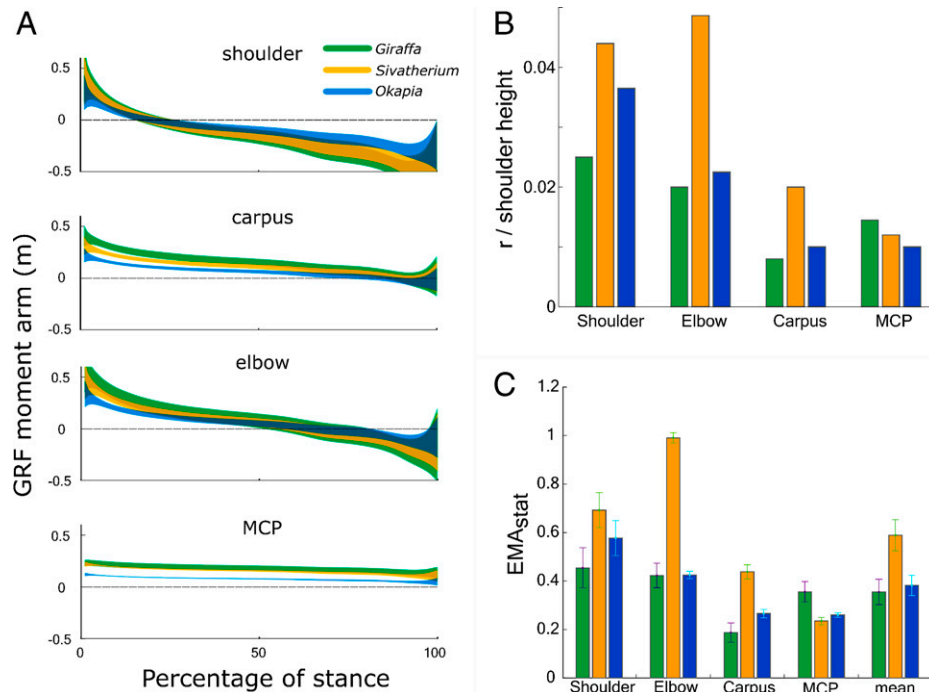 A
shoulder
Giraffa
Sivatherium
Okapia
0.5
0
-0.5
carpus
0.5
0
-0.5
elbow
0.5
0
-0.5
MCP
0.5
0
-0.5
0
50
100
Percentage of stance
GRF moment arm (m)
B
r / shoulder height
0.04
0.02
0
Shoulder Elbow Carpus MCP
C
EMAstat
1.2
1
0.8
0.6
0.4
0.2
0
Shoulder Elbow Carpus MCP mean